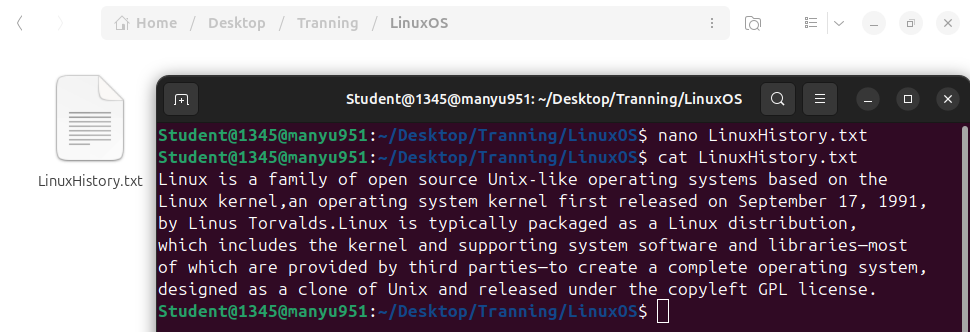 Home / Desktop / Tranning / LinuxOS
LinuxHistory.txt
Student@1345@manyu951: ~/Desktop/Tranning/LinuxOS
Student@1345@manyu951:~/Desktop/Tranning/LinuxOS$ nano LinuxHistory.txt
Student@1345@manyu951:~/Desktop/Tranning/LinuxOS$ cat LinuxHistory.txt
Linux is a family of open source Unix-like operating systems based on the
Linux kernel,an operating system kernel first released on September 17, 1991,
by Linus Torvalds.Linux is typically packaged as a Linux distribution,
which includes the kernel and supporting system software and libraries—most
of which are provided by third parties—to create a complete operating system,
designed as a clone of Unix and released under the copyleft GPL license.
Student@1345@manyu951:~/Desktop/Tranning/LinuxOS$